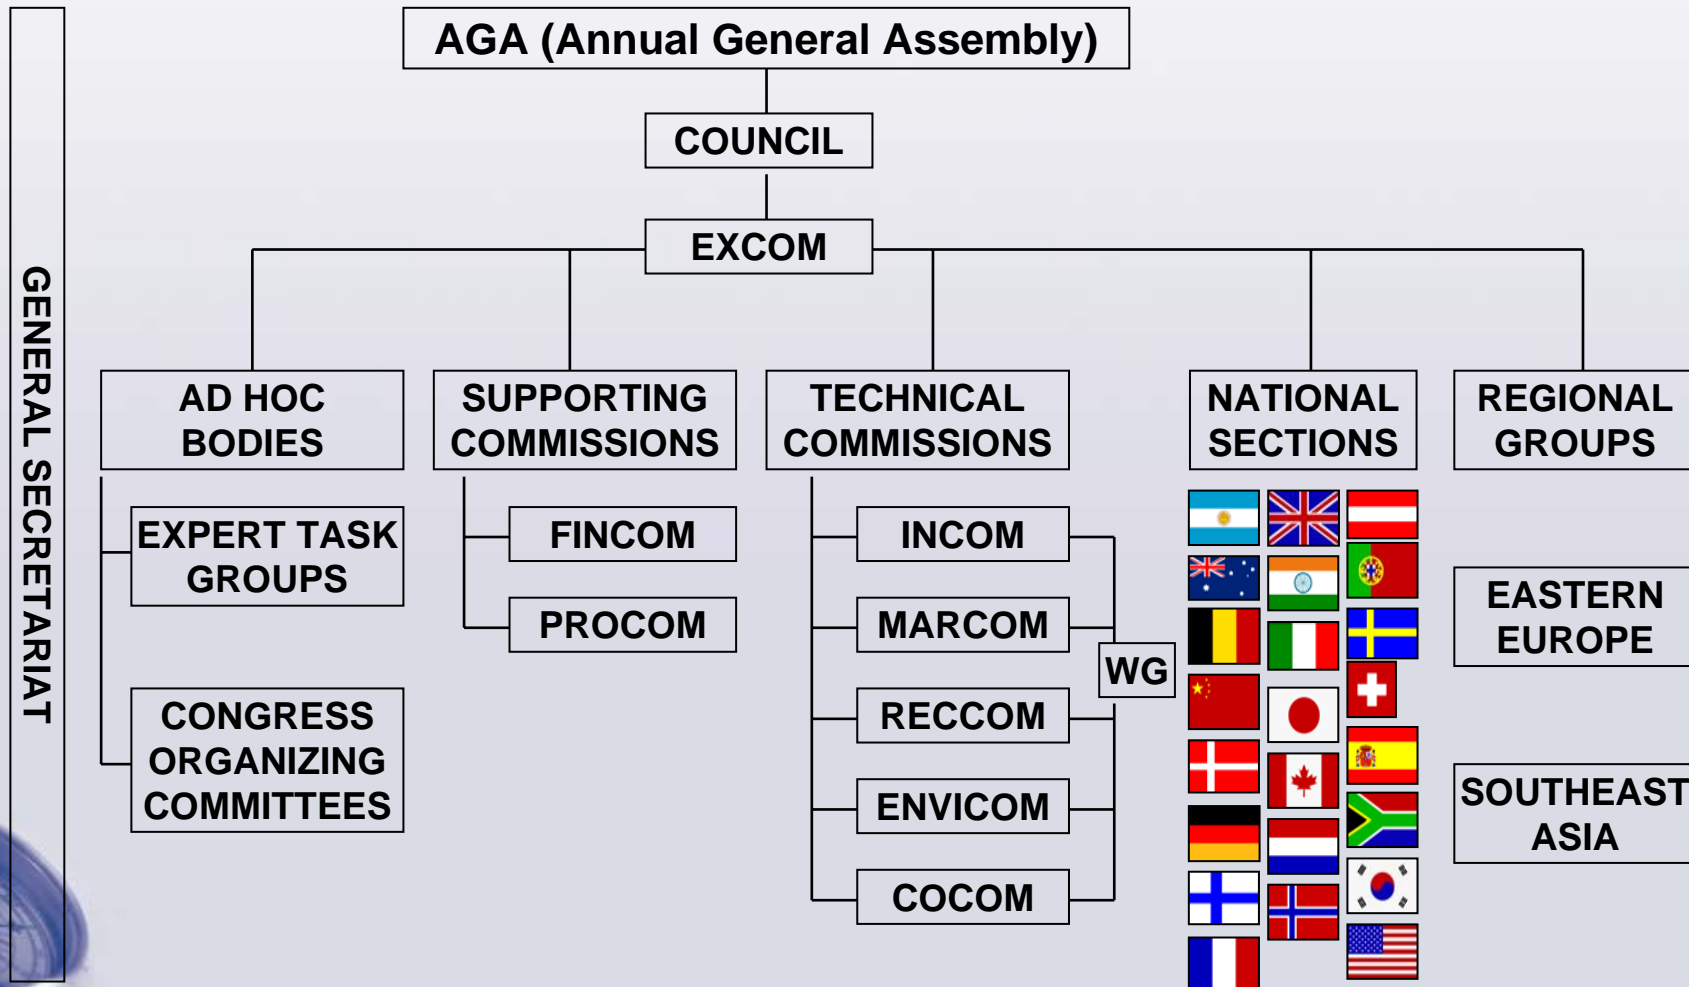 AGA (Annual General Assembly)
COUNCIL
EXCOM
GENERAL SECRETARIAT
AD HOC
BODIES
EXPERT TASK
GROUPS
CONGRESS
ORGANIZING
COMMITTEES
SUPPORTING
COMMISSIONS
FINCOM
PROCOM
TECHNICAL
COMMISSIONS
INCOM
MARCOM
RECCOM
ENVICOM
COCOM
WG
NATIONAL
SECTIONS
REGIONAL
GROUPS
EASTERN
EUROPE
SOUTHEAST
ASIA